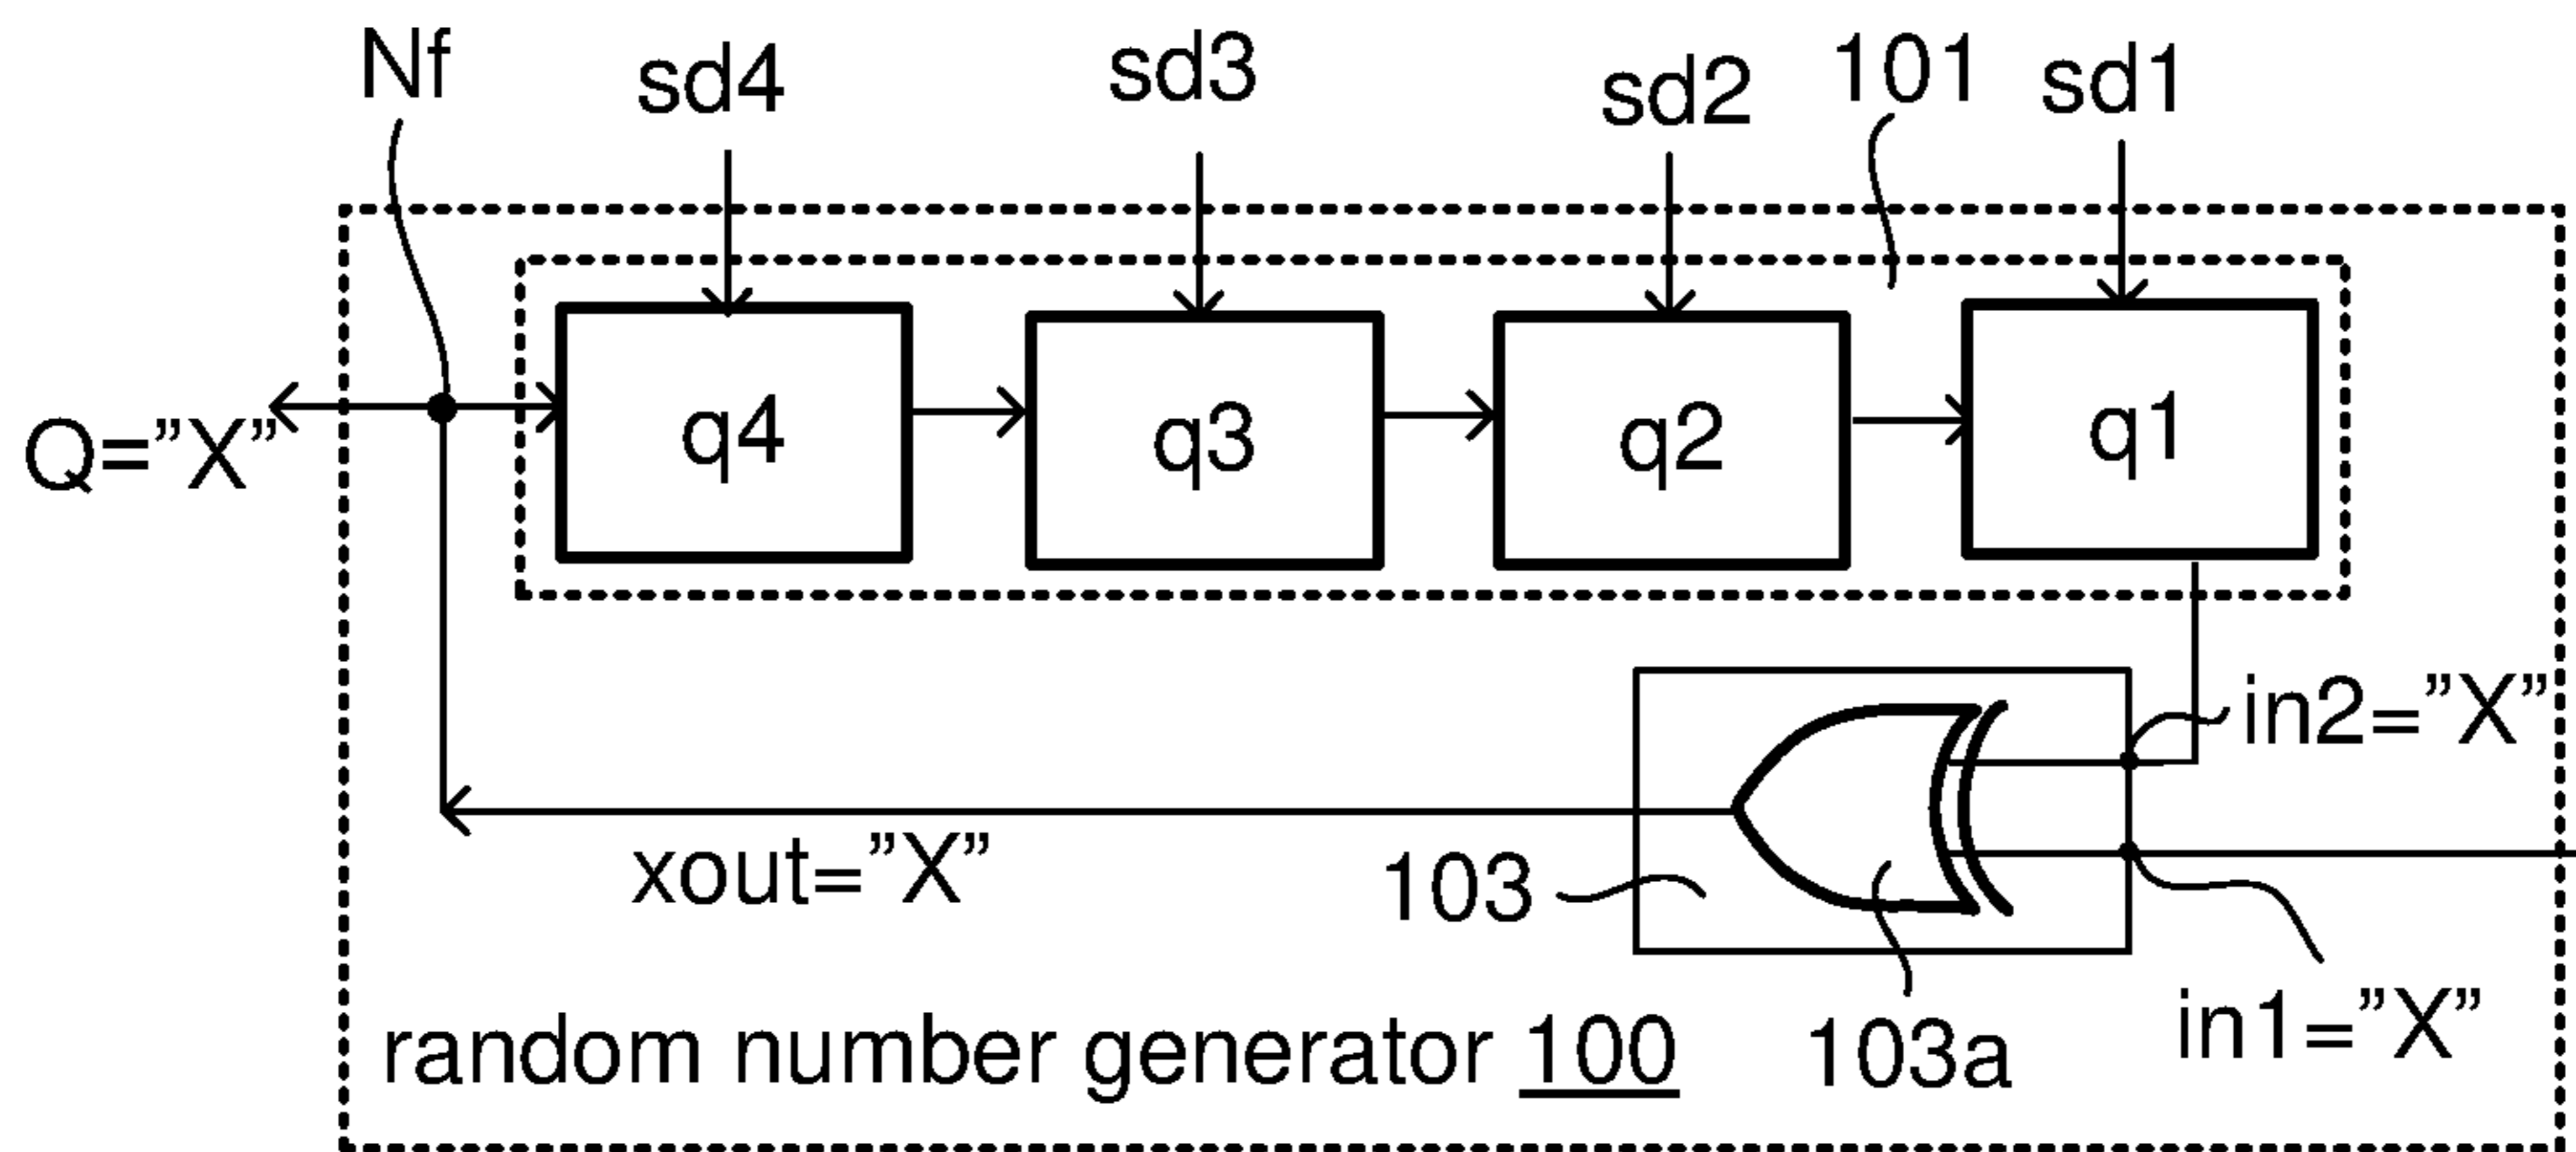 Nf
sd4
sd3
sd2
101
sd1
Q=”X”
q4
q3
q2
q1
in2=”X”
xout=”X”
103
in1=”X”
random number generator 100
103a